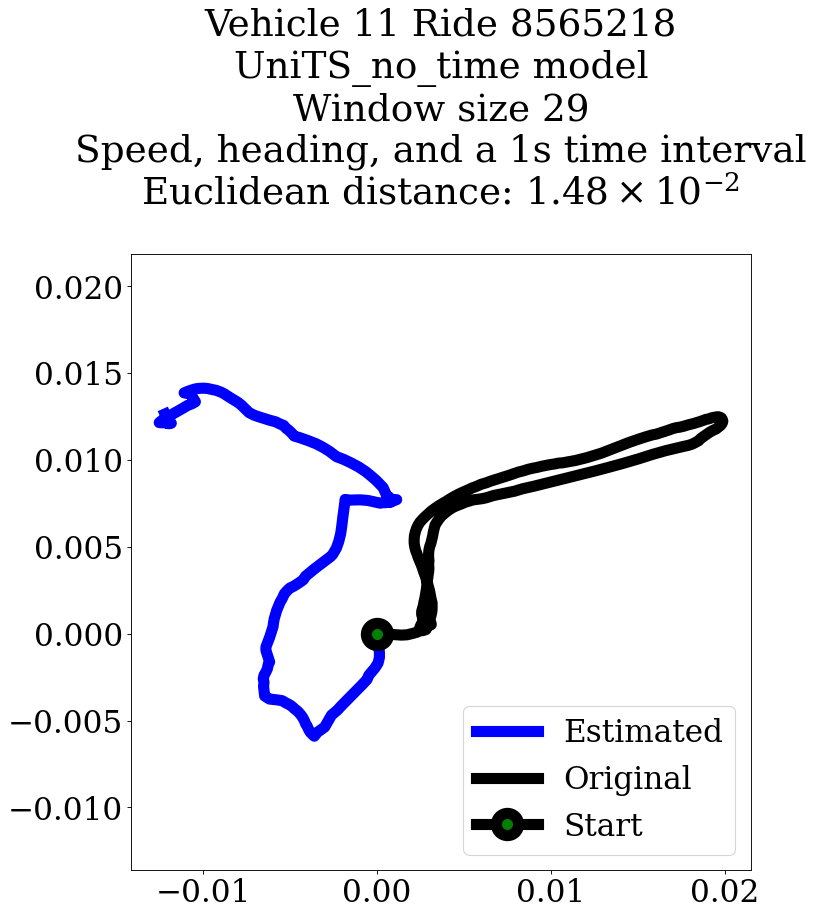 Vehicle 11 Ride 8565218
UniTS_no_time model
Window size 29
Speed, heading, and a 1s time interval
Euclidean distance: 1.48 × 10⁻²
0.020
0.015
0.010
0.005
0.000
−0.005
−0.010
−0.01 0.00 0.01 0.02
Estimated
Original
Start